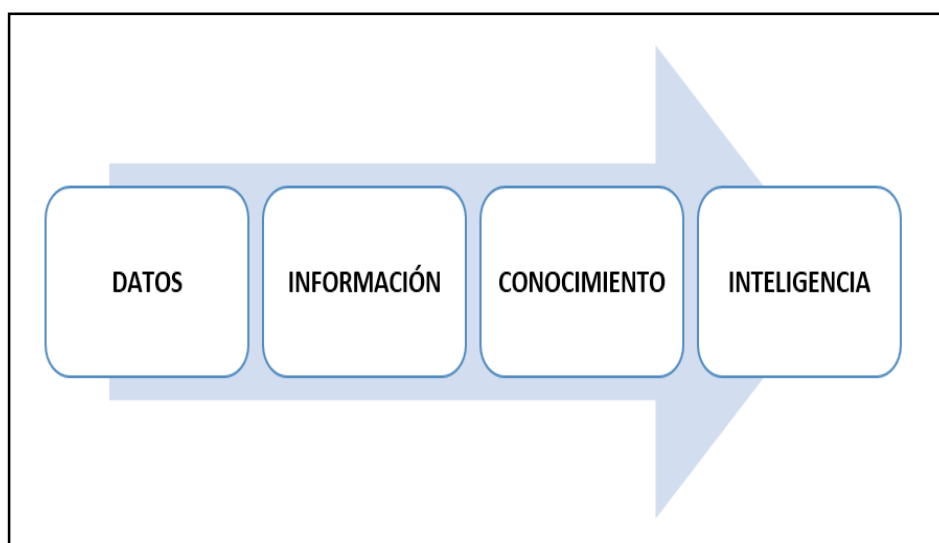 DATOS
INFORMACIÓN
CONOCIMIENTO
INTELIGENCIA